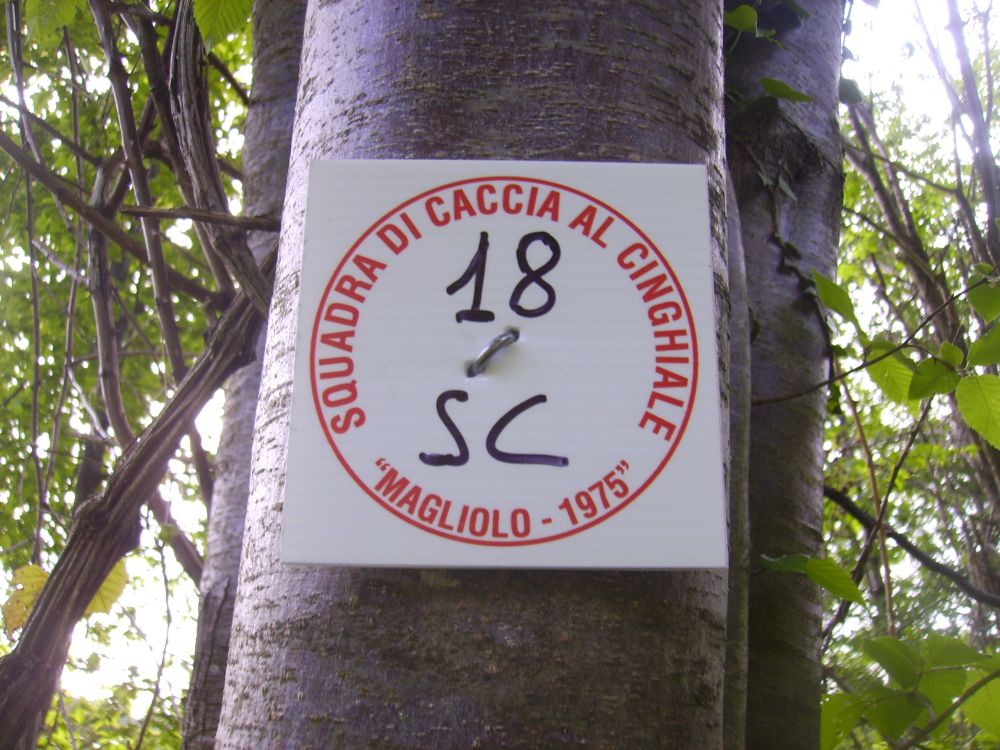 SQUADRA DI CACCIA AL CINGHIALE
18
SC
"MAGLIOLO - 1975"